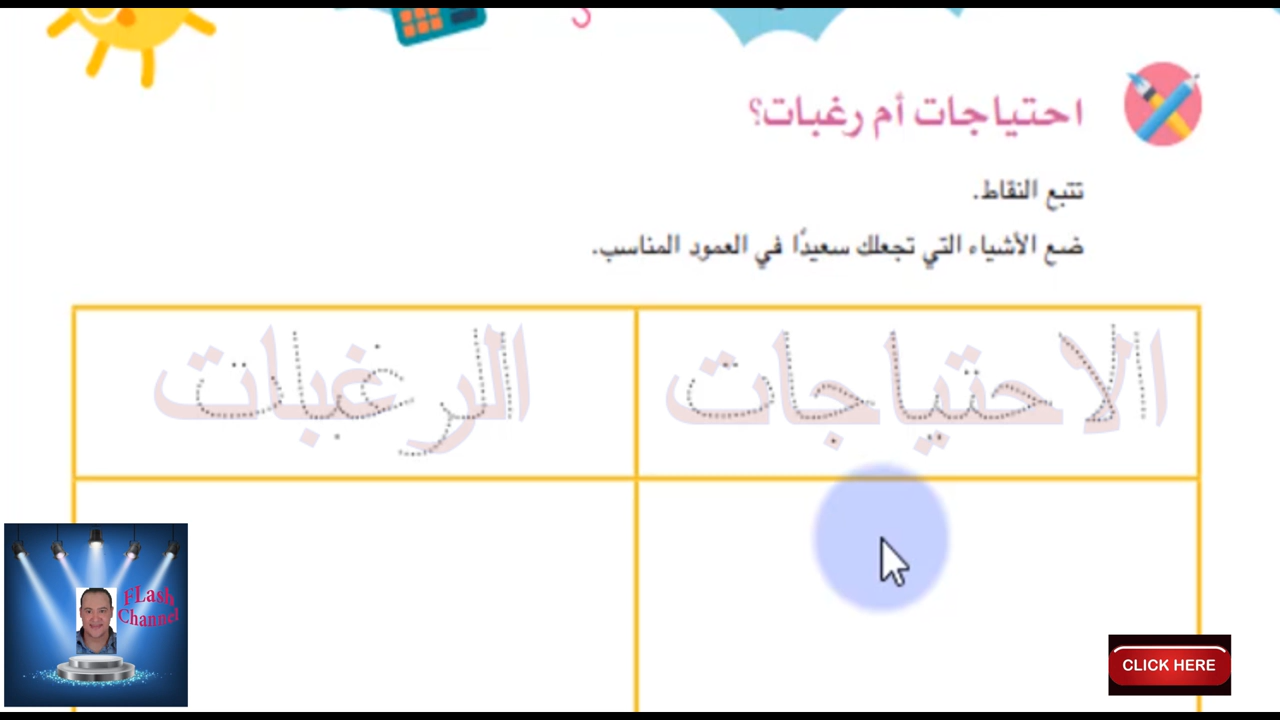 احتياجات أم رغبات؟
تتبع النقاط.
ضع الأشياء التي تجعلك سعيدًا في العمود المناسب.
الاحتياجات
الرغبات
FLash
Channel
CLICK HERE